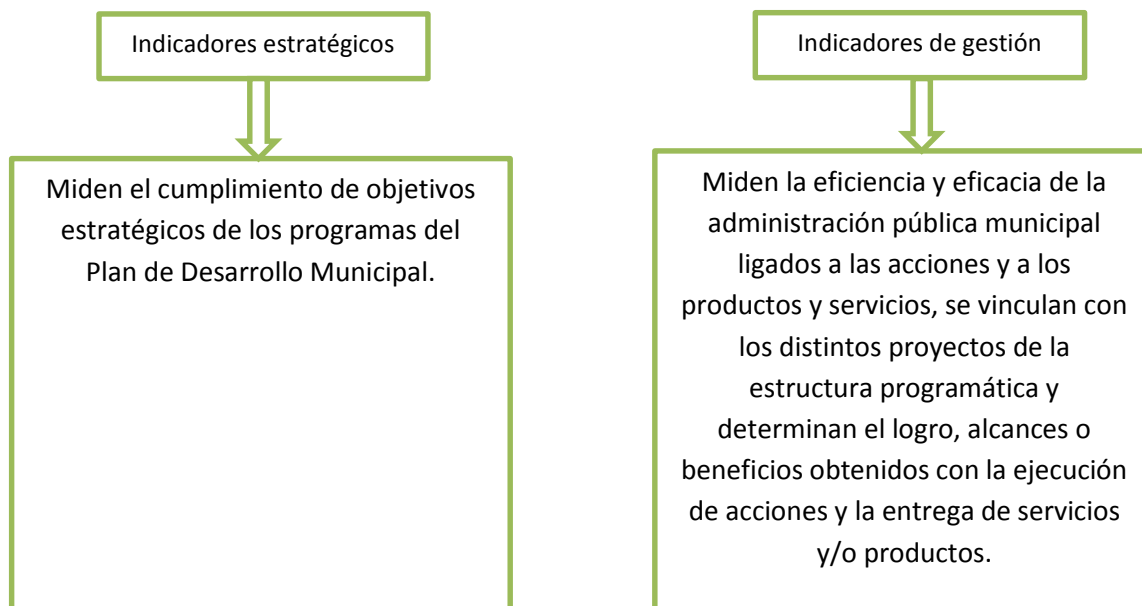 Indicadores estratégicos
Miden el cumplimiento de objetivos
estratégicos de los programas del
Plan de Desarrollo Municipal.
Indicadores de gestión
Miden la eficiencia y eficacia de la
administración pública municipal
ligados a las acciones y a los
productos y servicios, se vinculan con
los distintos proyectos de la
estructura programática y
determinan el logro, alcances o
beneficios obtenidos con la ejecución
de acciones y la entrega de servicios
y/o productos.